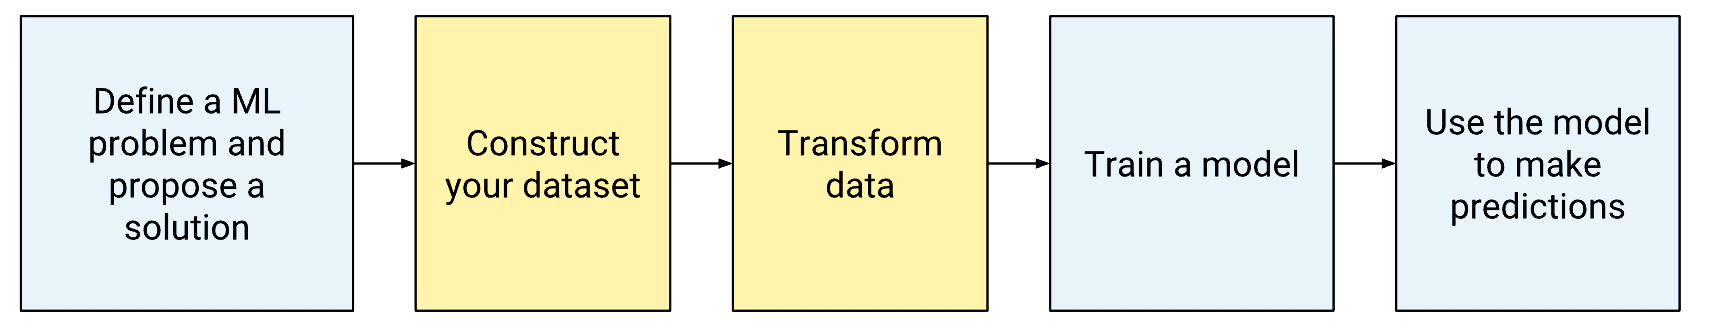 Define a ML
problem and
propose a
solution
Construct
your dataset
Transform
data
Train a model
Use the model
to make
predictions